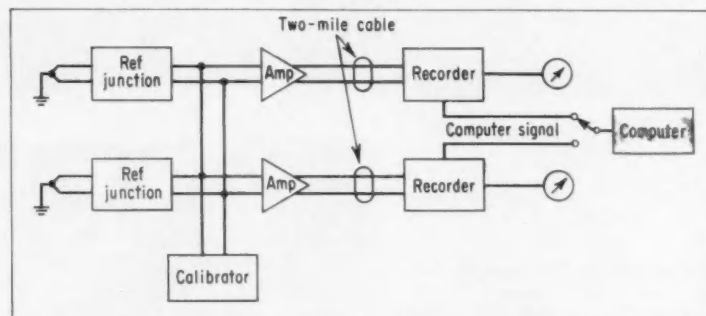 Two-mile cable
Ref
junction
Amp
Recorder
Computer signal
Computer
Ref
junction
Amp
Recorder
Calibrator